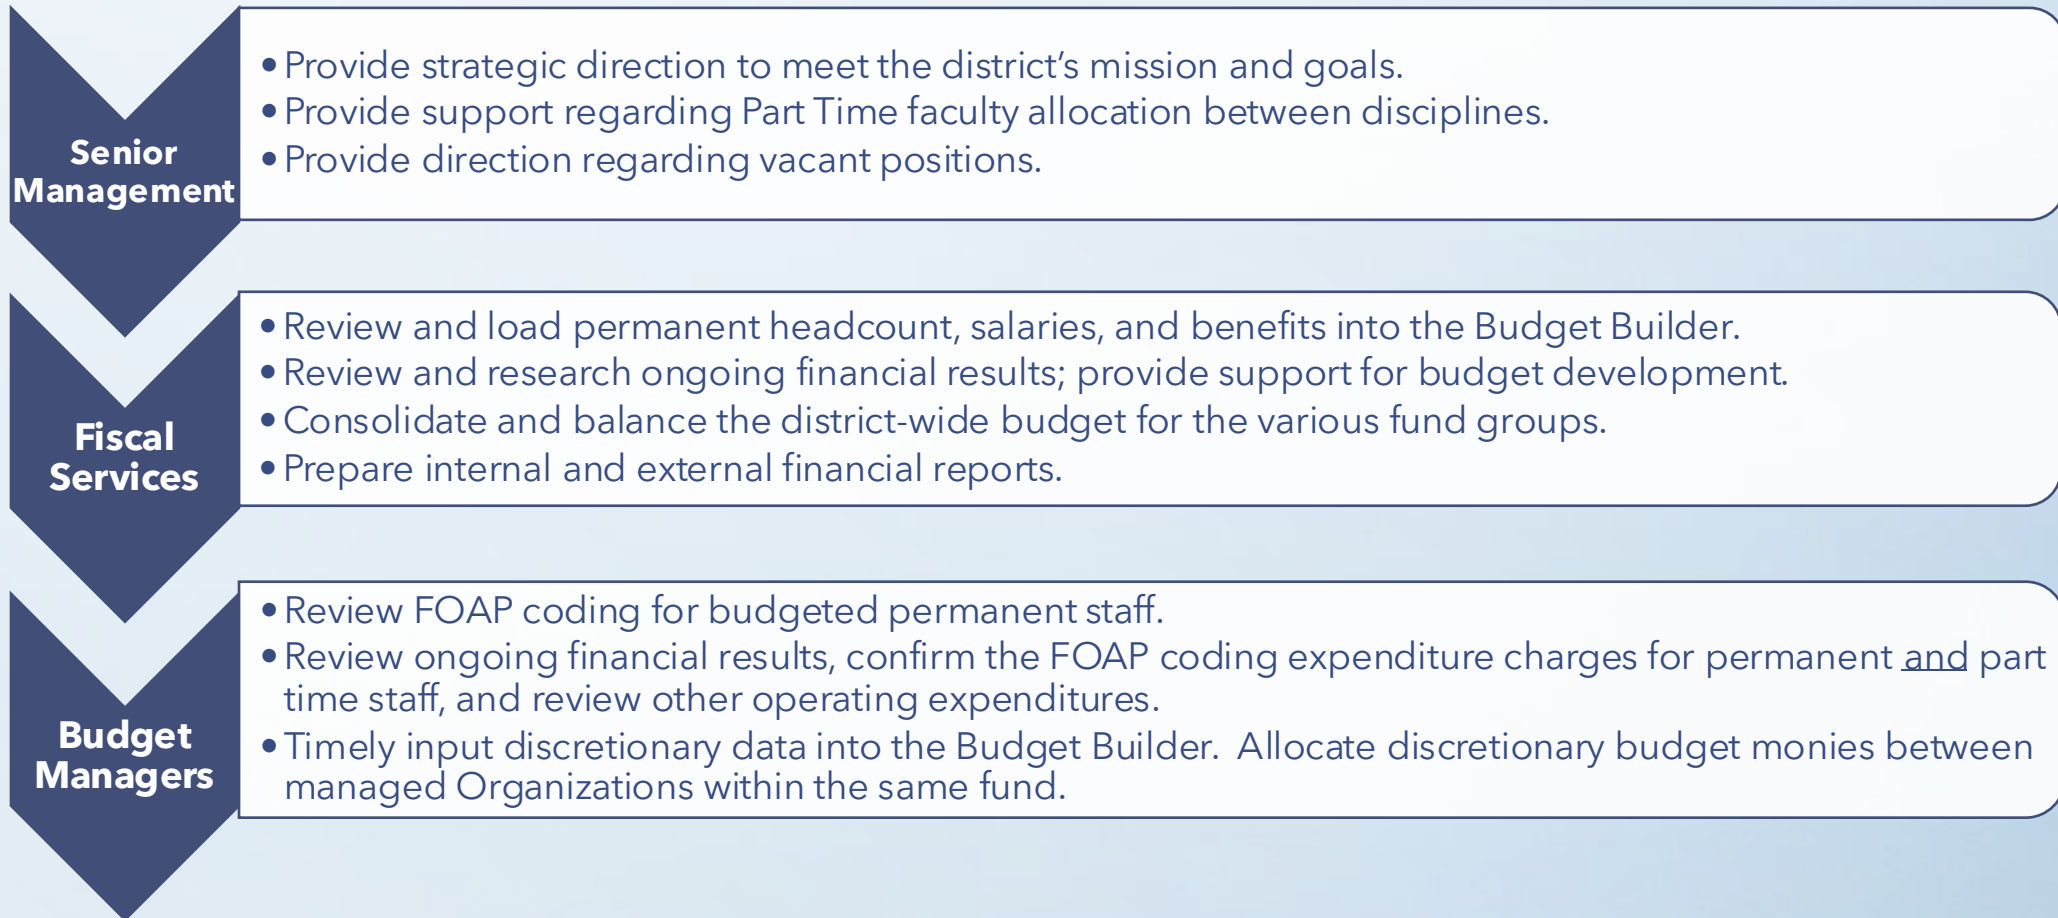 Senior
Management
• Provide strategic direction to meet the district’s mission and goals.
• Provide support regarding Part Time faculty allocation between disciplines.
• Provide direction regarding vacant positions.
Fiscal
Services
• Review and load permanent headcount, salaries, and benefits into the Budget Builder.
• Review and research ongoing financial results; provide support for budget development.
• Consolidate and balance the district-wide budget for the various fund groups.
• Prepare internal and external financial reports.
Budget
Managers
• Review FOAP coding for budgeted permanent staff.
• Review ongoing financial results, confirm the FOAP coding expenditure charges for permanent and part
time staff, and review other operating expenditures.
• Timely input discretionary data into the Budget Builder.  Allocate discretionary budget monies between
managed Organizations within the same fund.